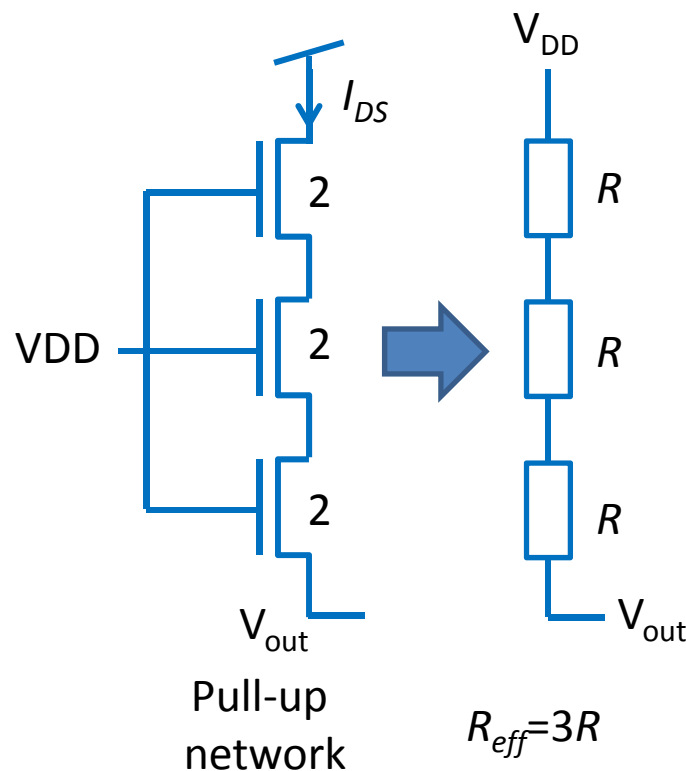 V_DD
I_DS
2
R
VDD
2
R
2
R
V_out
V_out
Pull-up
network
R_eff=3R